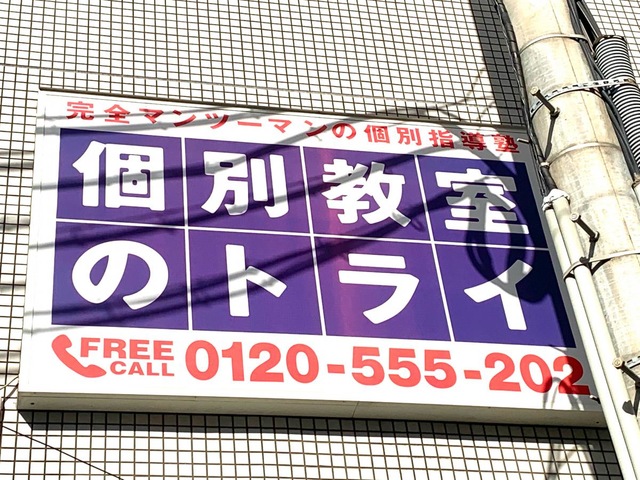 完全マンツーマンの個別指導塾
個別教室
のトライ
FREE
CALL
0120-555-202